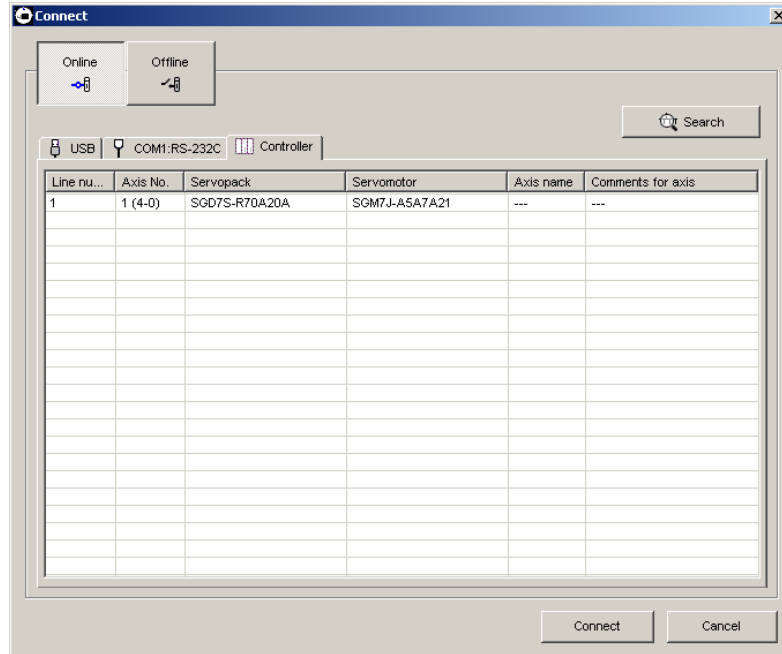 Connect
Online Offline
Search
USB COM1:RS-232C Controller
Line nu... Axis No. Servopack Servomotor Axis name Comments for axis
1 1 (4-0) SGD7S-R70A20A SGM7J-A5A7A21 --- ---
Connect Cancel